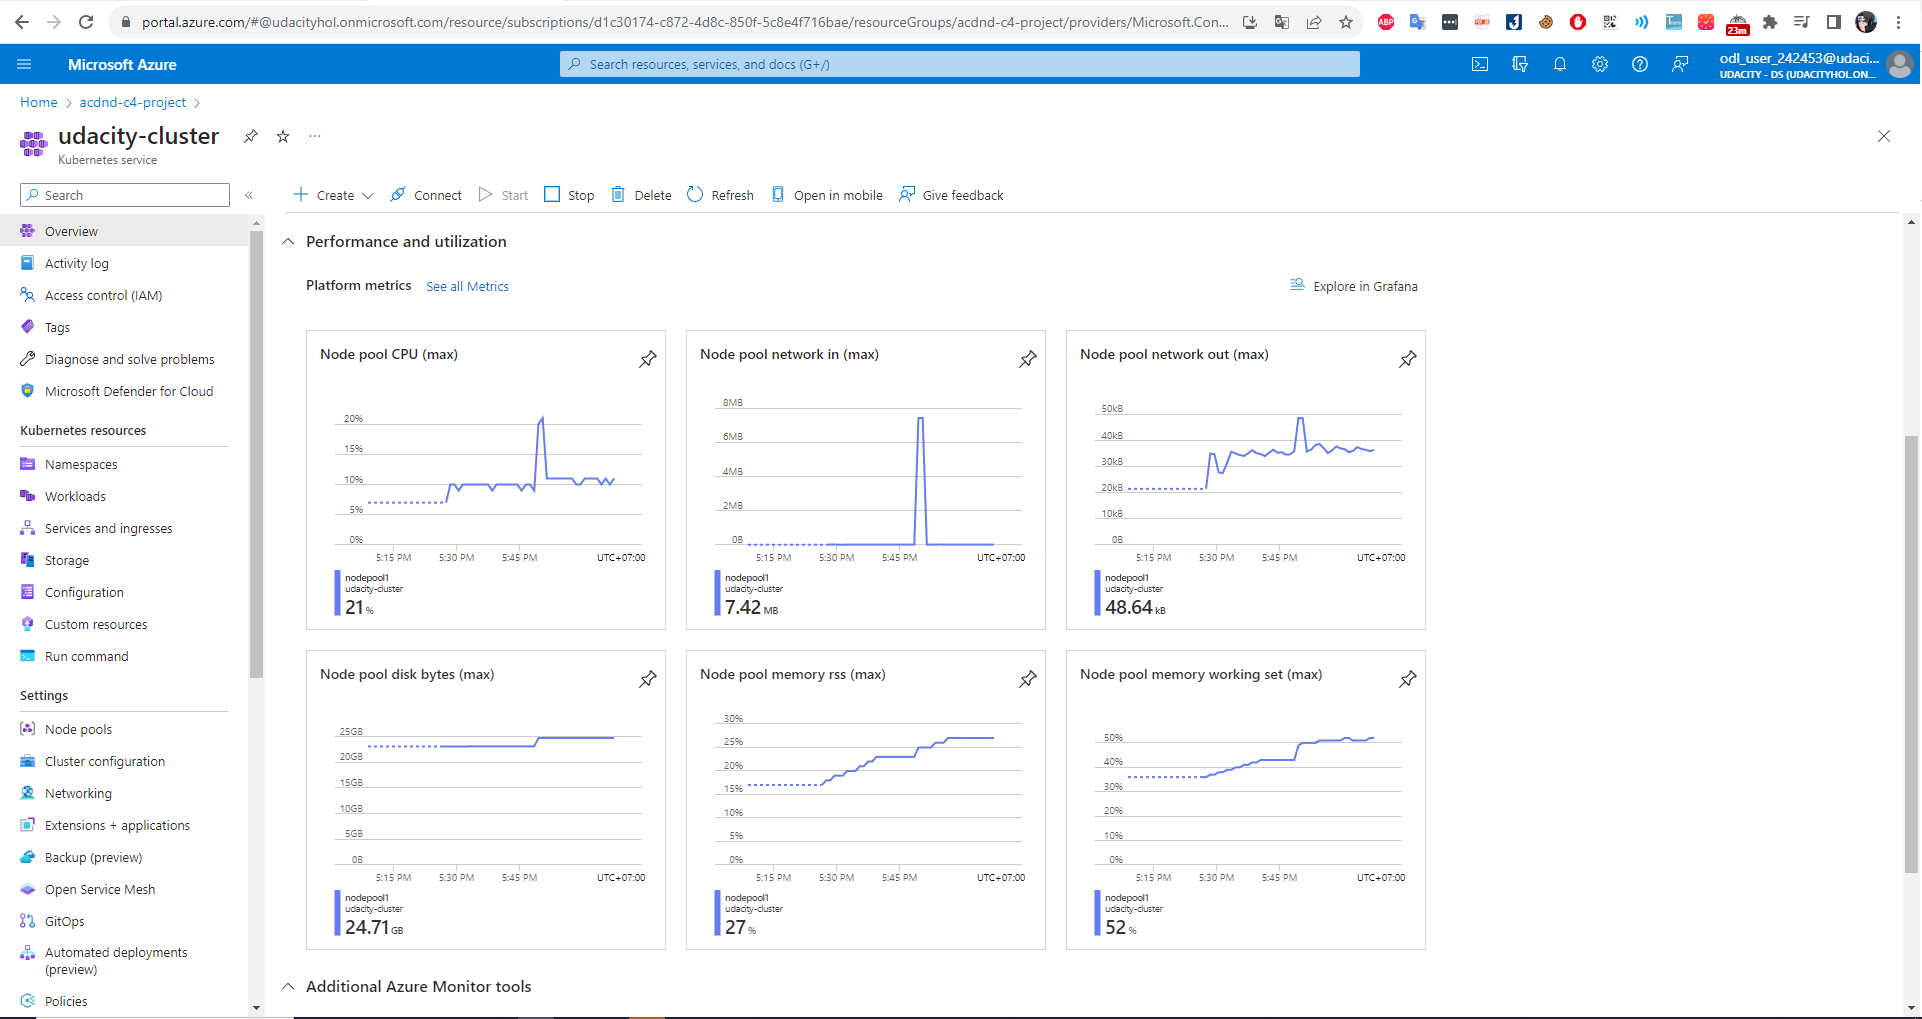 portal.azure.com/#@udacityhol.onmicrosoft.com/resource/subscriptions/d1c30174-c872-4d8c-850f-5c8e4f716bae/resourceGroups/acdnd-c4-project/providers/Microsoft.Con...
ABP
23m
Microsoft Azure
Search resources, services, and docs (G+/)
odl_user_242453@udaci...
UDACITY - DS (UDACITYHOL.ON...
Home > acdnd-c4-project >
udacity-cluster
Kubernetes service
Search
Create
Connect
Start
Stop
Delete
Refresh
Open in mobile
Give feedback
Overview
Activity log
Access control (IAM)
Tags
Diagnose and solve problems
Microsoft Defender for Cloud
Kubernetes resources
Namespaces
Workloads
Services and ingresses
Storage
Configuration
Custom resources
Run command
Settings
Node pools
Cluster configuration
Networking
Extensions + applications
Backup (preview)
Open Service Mesh
GitOps
Automated deployments
(preview)
Policies
Performance and utilization
Platform metrics See all Metrics
Explore in Grafana
Node pool CPU (max)
20%
15%
10%
5%
0%
5:15 PM 5:30 PM 5:45 PM UTC+07:00
nodepool1
udacity-cluster
21 %
Node pool network in (max)
8MB
6MB
4MB
2MB
0B
5:15 PM 5:30 PM 5:45 PM UTC+07:00
nodepool1
udacity-cluster
7.42 MB
Node pool network out (max)
50kB
40kB
30kB
20kB
10kB
0B
5:15 PM 5:30 PM 5:45 PM UTC+07:00
nodepool1
udacity-cluster
48.64 kB
Node pool disk bytes (max)
25GB
20GB
15GB
10GB
5GB
0B
5:15 PM 5:30 PM 5:45 PM UTC+07:00
nodepool1
udacity-cluster
24.71 GB
Node pool memory rss (max)
30%
25%
20%
15%
10%
5%
0%
5:15 PM 5:30 PM 5:45 PM UTC+07:00
nodepool1
udacity-cluster
27 %
Node pool memory working set (max)
50%
40%
30%
20%
10%
0%
5:15 PM 5:30 PM 5:45 PM UTC+07:00
nodepool1
udacity-cluster
52 %
Additional Azure Monitor tools